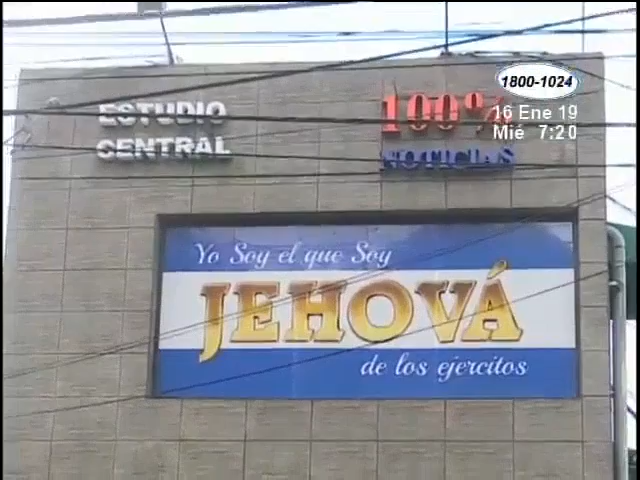 1800-1024
16 Ene 19
Mié 7:20
ESTUDIO
CENTRAL
100%
NOTICIAS
Yo Soy el que Soy
JEHOVÁ
de los ejercitos